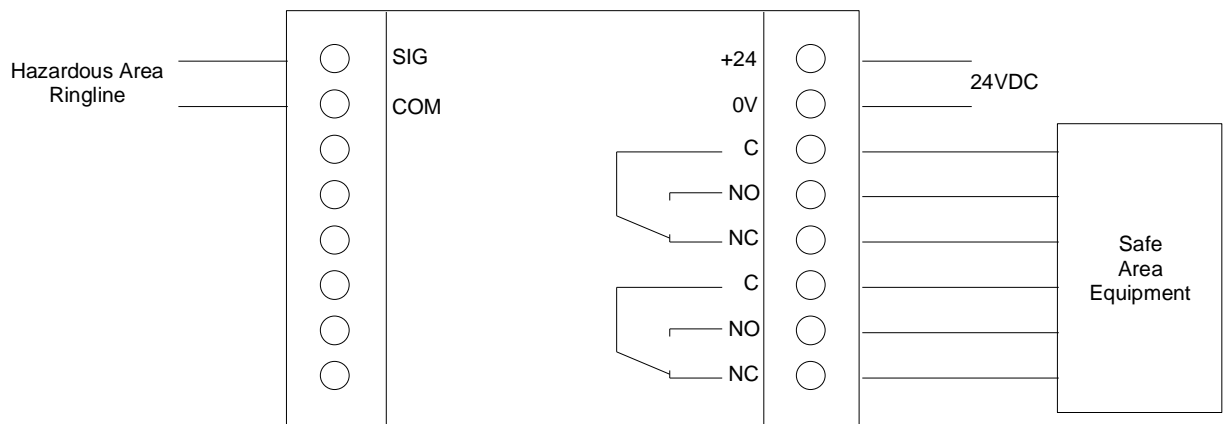 Hazardous Area
Ringline
SIG
COM
+24
0V
C
NO
NC
C
NO
NC
24VDC
Safe
Area
Equipment